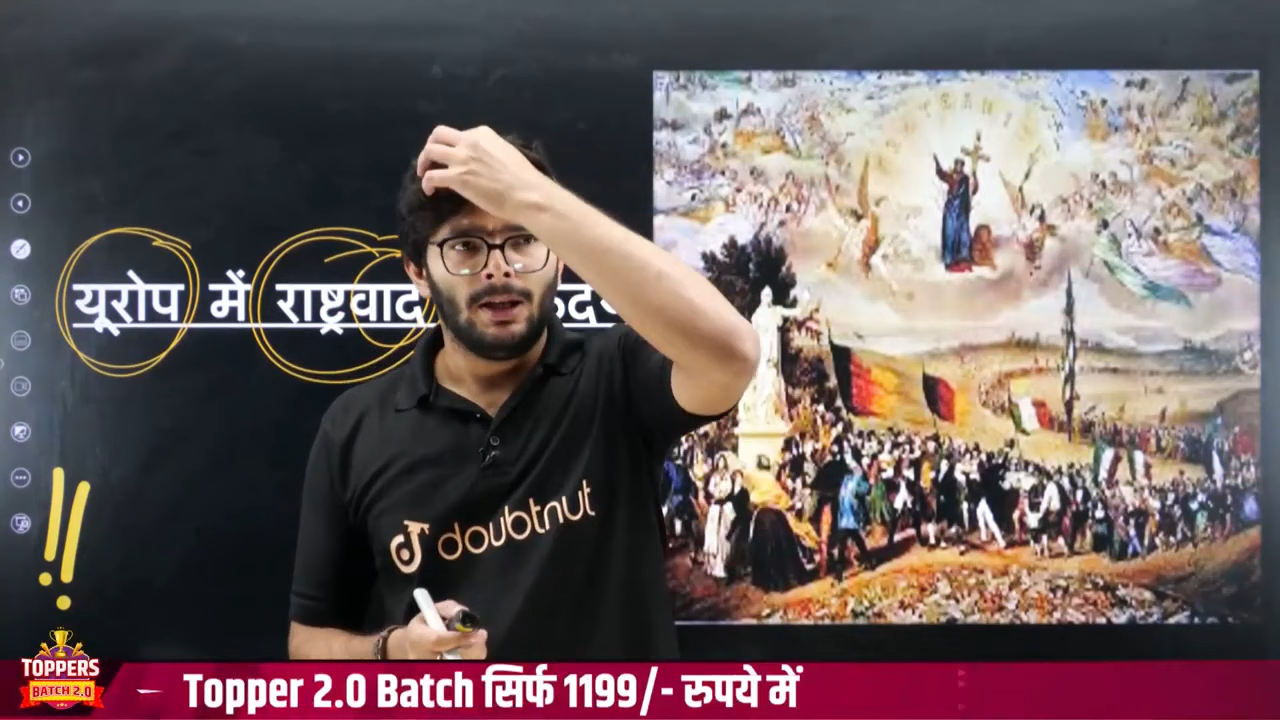 यूरोप में राष्ट्रवाद
!!
doubtnut
TOPPERS
BATCH 2.0
Topper 2.0 Batch सिर्फ 1199/- रुपये में